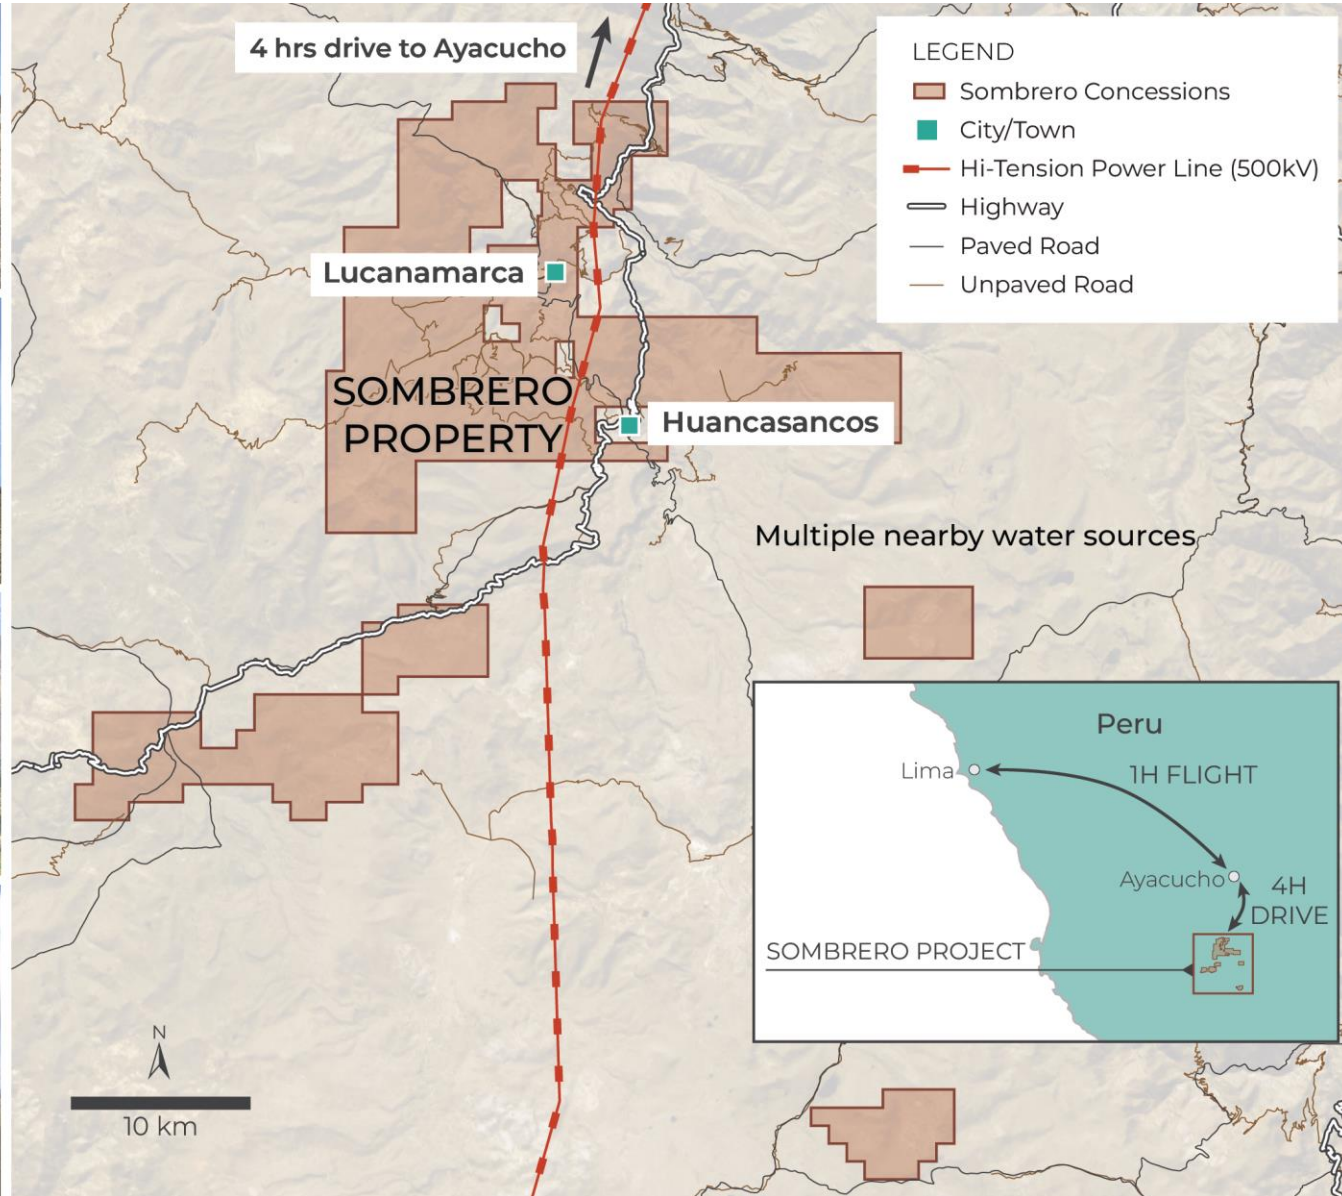 4 hrs drive to Ayacucho
LEGEND
Sombrero Concessions
City/Town
Hi-Tension Power Line (500kV)
Highway
Paved Road
Unpaved Road
Lucanamarca
SOMBRERO
PROPERTY
Huancasancos
Multiple nearby water sources
Peru
Lima
1H FLIGHT
Ayacucho
4H
DRIVE
SOMBRERO PROJECT
N
10 km